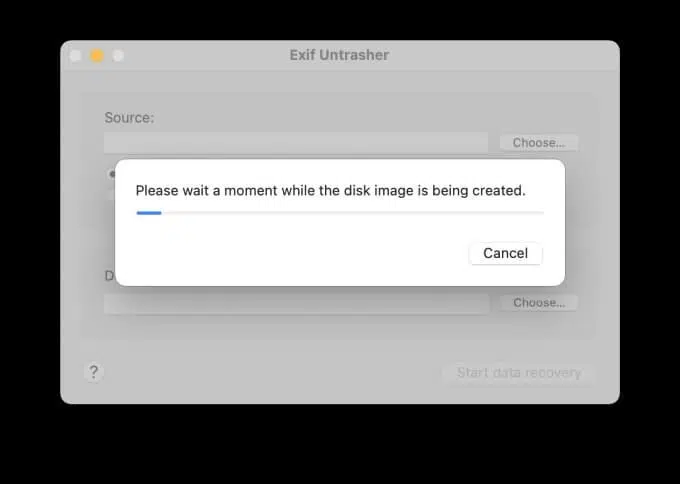 Exif Untrasher
Source:
Choose...
Please wait a moment while the disk image is being created.
Cancel
D
Choose...
?
Start data recovery